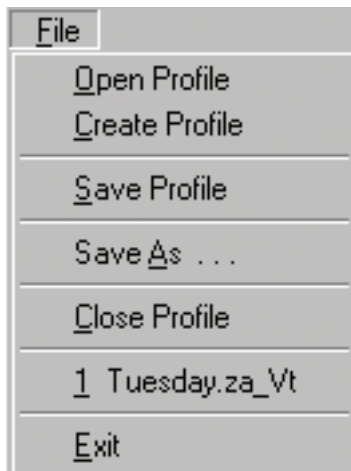 File
Open Profile
Create Profile
Save Profile
Save As . . .
Close Profile
1 Tuesday.za_Vt
Exit